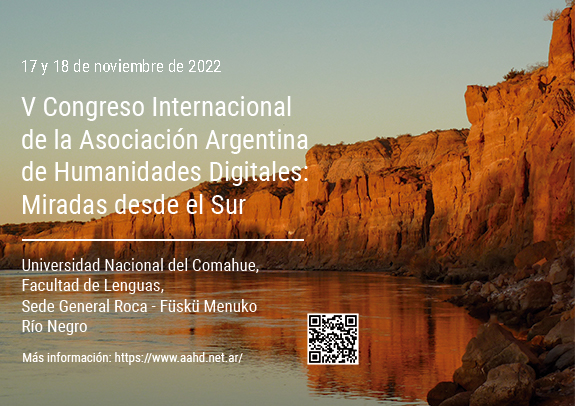 17 y 18 de noviembre de 2022
V Congreso Internacional
de la Asociación Argentina
de Humanidades Digitales:
Miradas desde el Sur
Universidad Nacional del Comahue,
Facultad de Lenguas,
Sede General Roca - Füskü Menuko
Río Negro
Más información: https://www.aahd.net.ar/